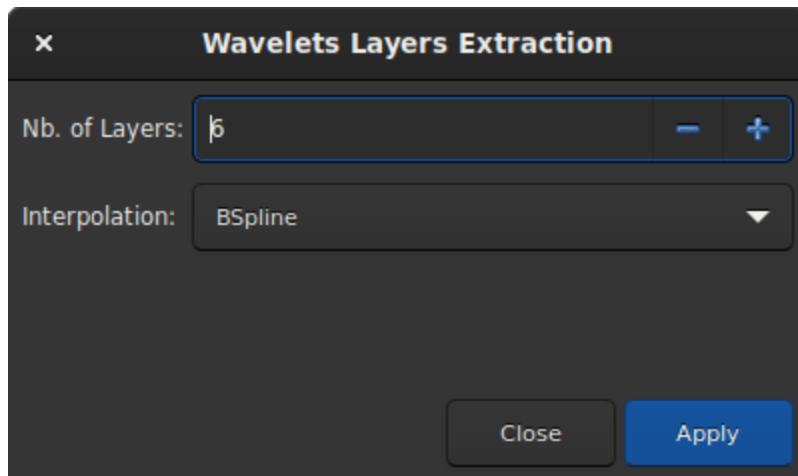 Wavelets Layers Extraction
Nb. of Layers: 6
Interpolation: BSpline
Close Apply